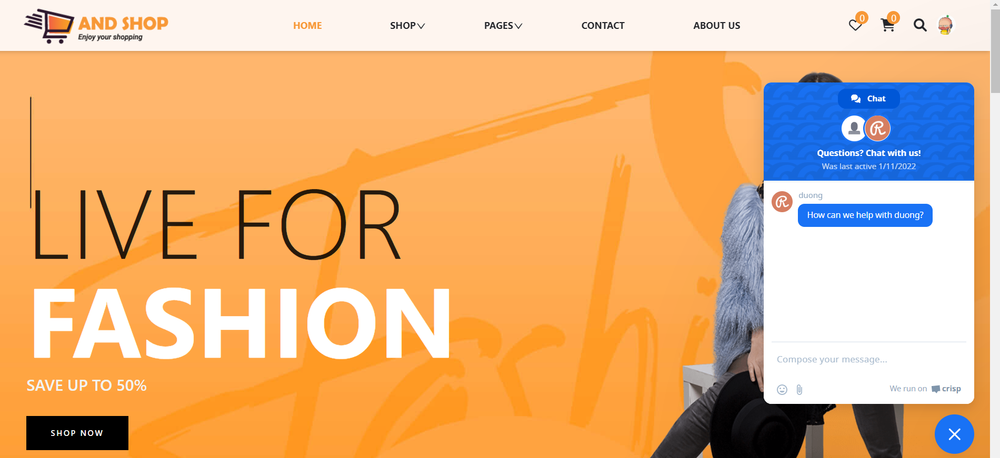 AND SHOP
Enjoy your shopping
HOME
SHOP
PAGES
CONTACT
ABOUT US
0
0
LIVE FOR
FASHION
SAVE UP TO 50%
SHOP NOW
Chat
R
Questions? Chat with us!
Was last active 1/11/2022
R
duong
How can we help with duong?
Compose your message...
We run on crisp